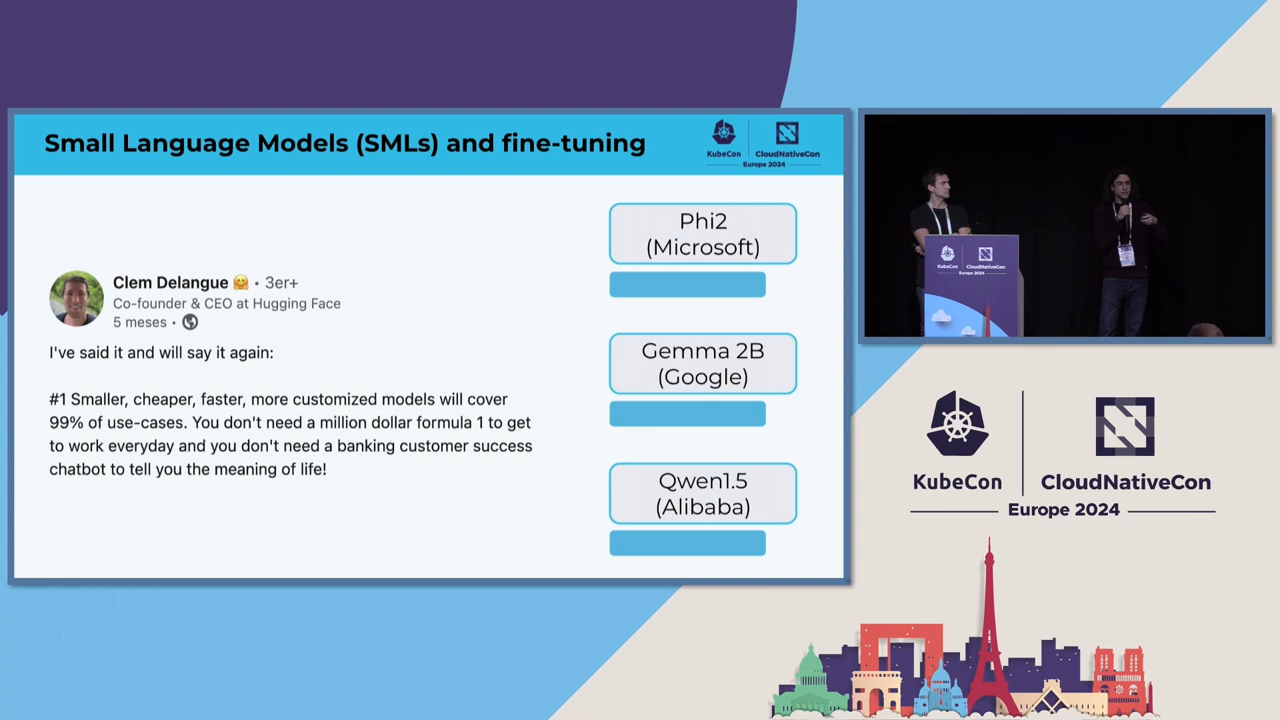 Small Language Models (SMLs) and fine-tuning
KubeCon
CloudNativeCon
Europe 2024
Clem Delangue 🤗 • 3er+
Co-founder & CEO at Hugging Face
5 meses •
I've said it and will say it again:
#1 Smaller, cheaper, faster, more customized models will cover
99% of use-cases. You don't need a million dollar formula 1 to get
to work everyday and you don't need a banking customer success
chatbot to tell you the meaning of life!
Phi2
(Microsoft)
Gemma 2B
(Google)
Qwen1.5
(Alibaba)
KubeCon
CloudNativeCon
Europe 2024
KubeCon
CloudNativeCon
Europe 2024